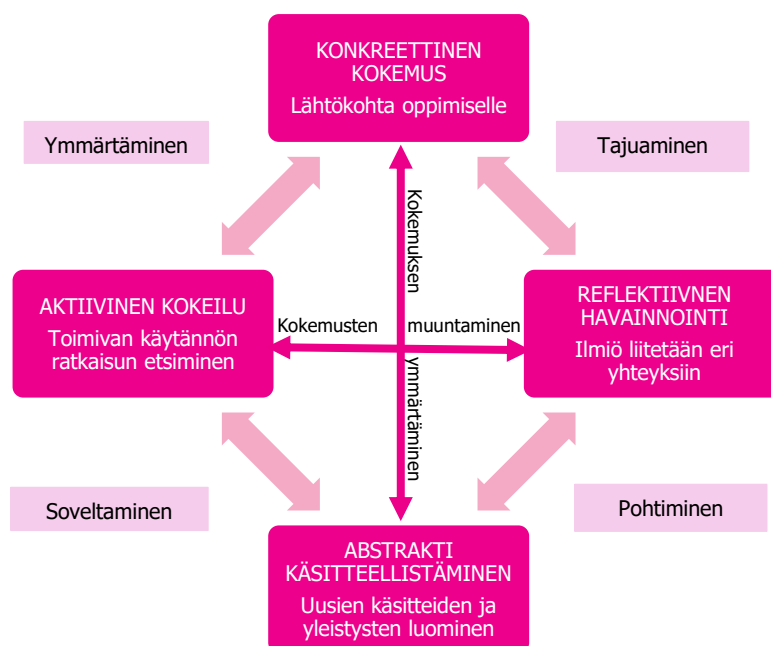 KONKREETTINEN
KOKEMUS
Lähtökohta oppimiselle
Ymmärtäminen
Tajuaminen
Kokemuksen
AKTIIVINEN KOKEILU
Toimivan käytännön
ratkaisun etsiminen
Kokemusten
muuntaminen
REFLEKTIIVNEN
HAVAINNOINTI
Ilmiö liitetään eri
yhteyksiin
ymmärtäminen
Soveltaminen
Pohtiminen
ABSTRAKTI
KÄSITTEELLISTÄMINEN
Uusien käsitteiden ja
yleistysten luominen